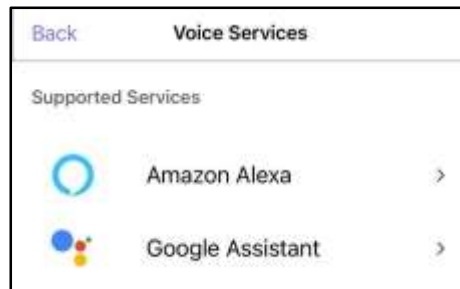 Back Voice Services
Supported Services
Amazon Alexa >
Google Assistant >